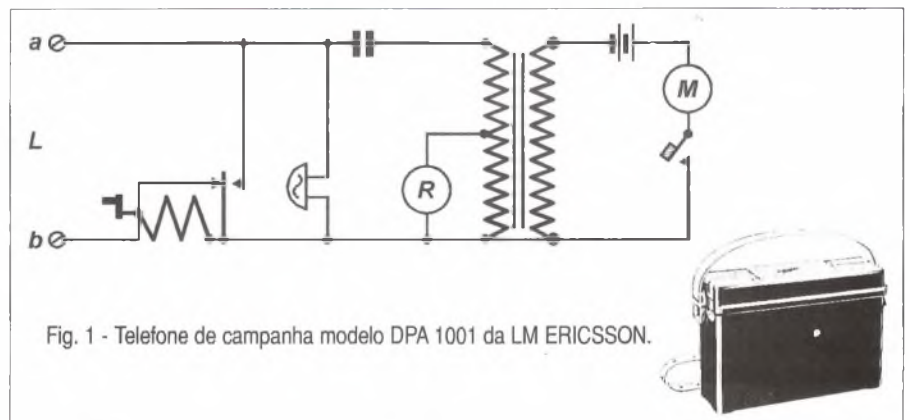 a
L
b
R
M
Fig. 1 - Telefone de campanha modelo DPA 1001 da LM ERICSSON.